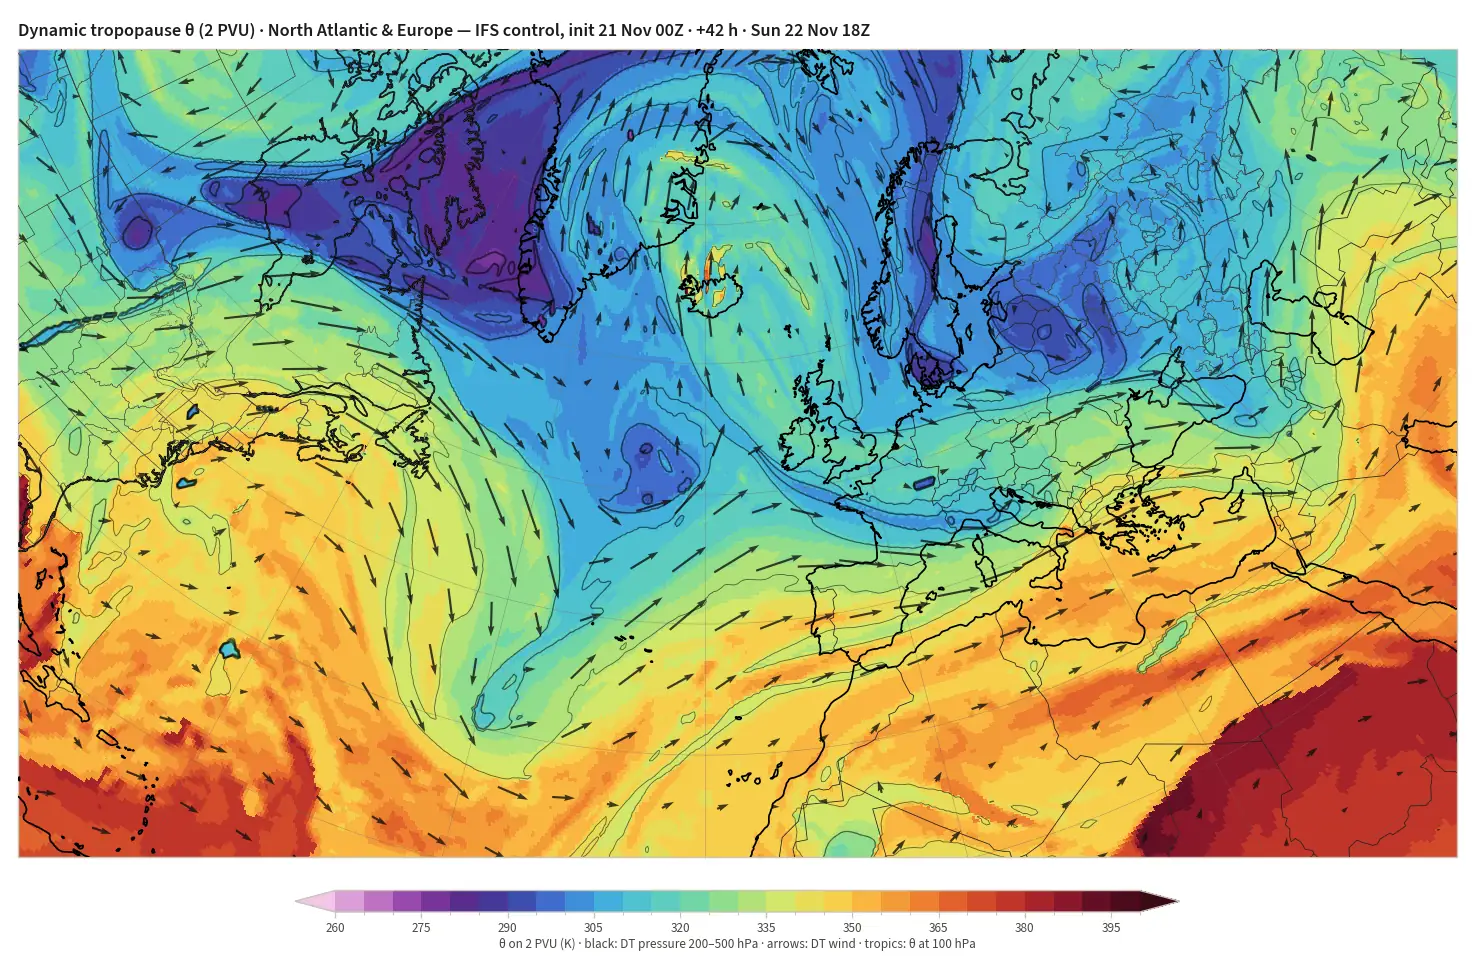 Dynamic tropopause θ (2 PVU) · North Atlantic & Europe — IFS control, init 21 Nov 00Z · +42 h · Sun 22 Nov 18Z
260 275 290 305 320 335 350 365 380 395
θ on 2 PVU (K) · black: DT pressure 200–500 hPa · arrows: DT wind · tropics: θ at 100 hPa